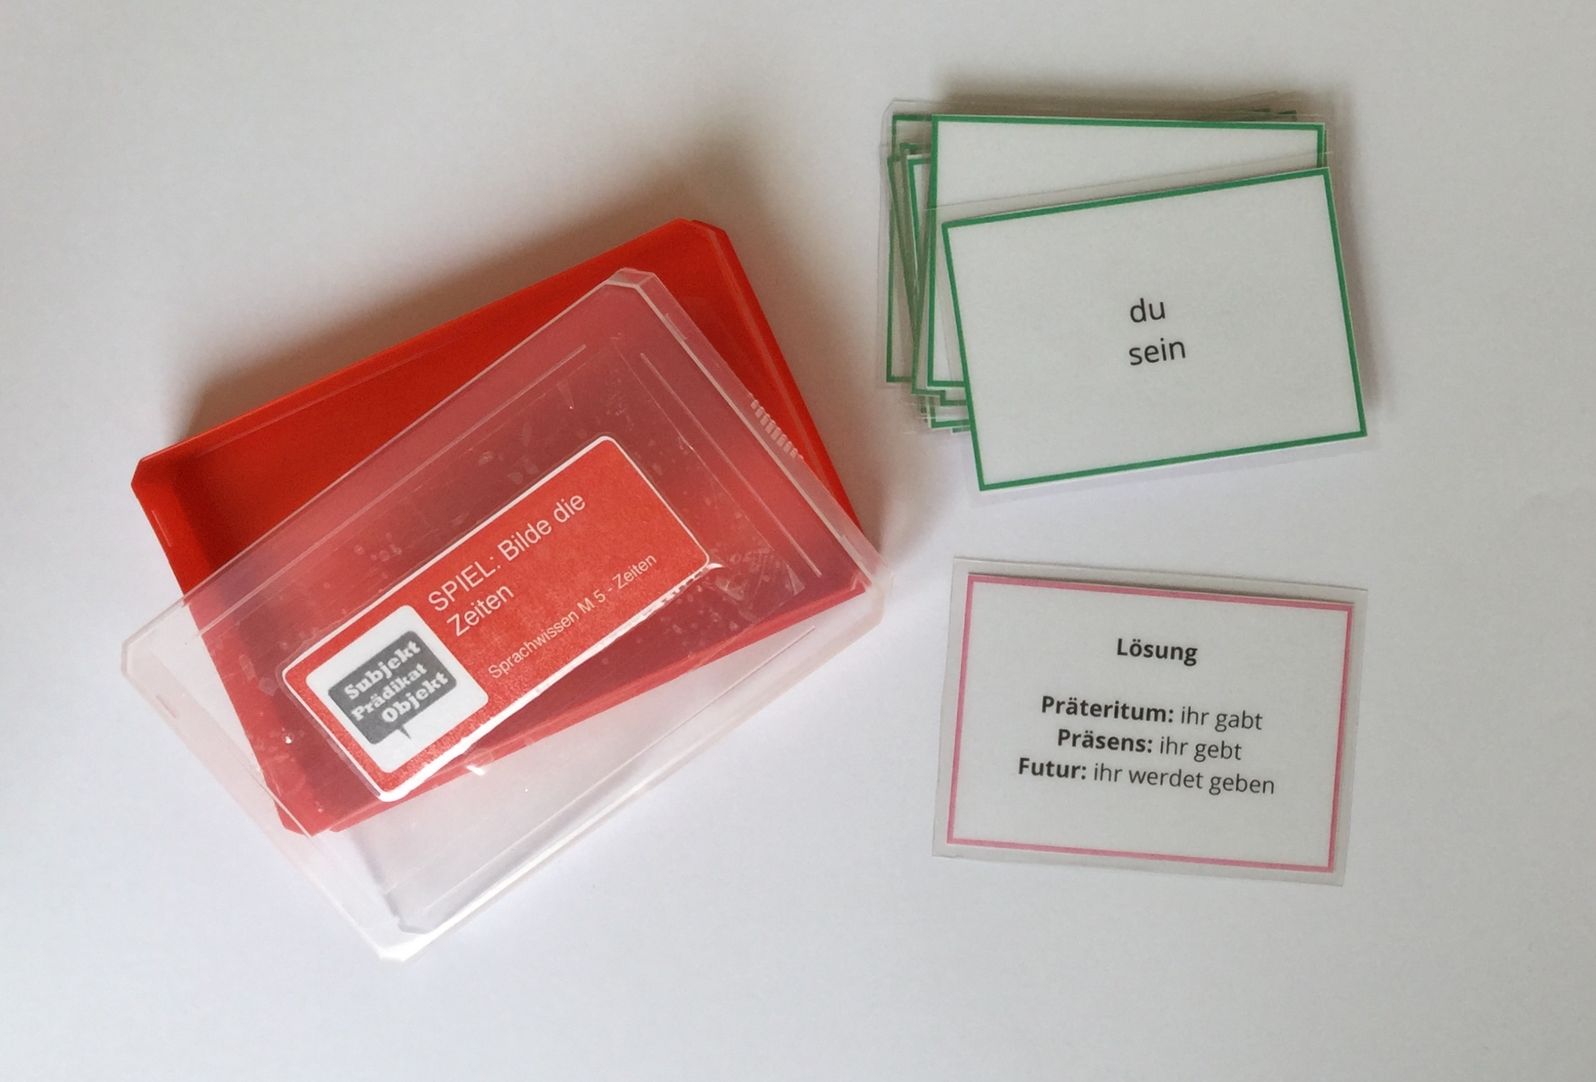 du
sein
SPIEL: Bilde die
Zeiten
Sprachwissen M 5 - Zeiten
Subjekt
Prädikat
Objekt
Lösung
Präteritum: ihr gabt
Präsens: ihr gebt
Futur: ihr werdet geben